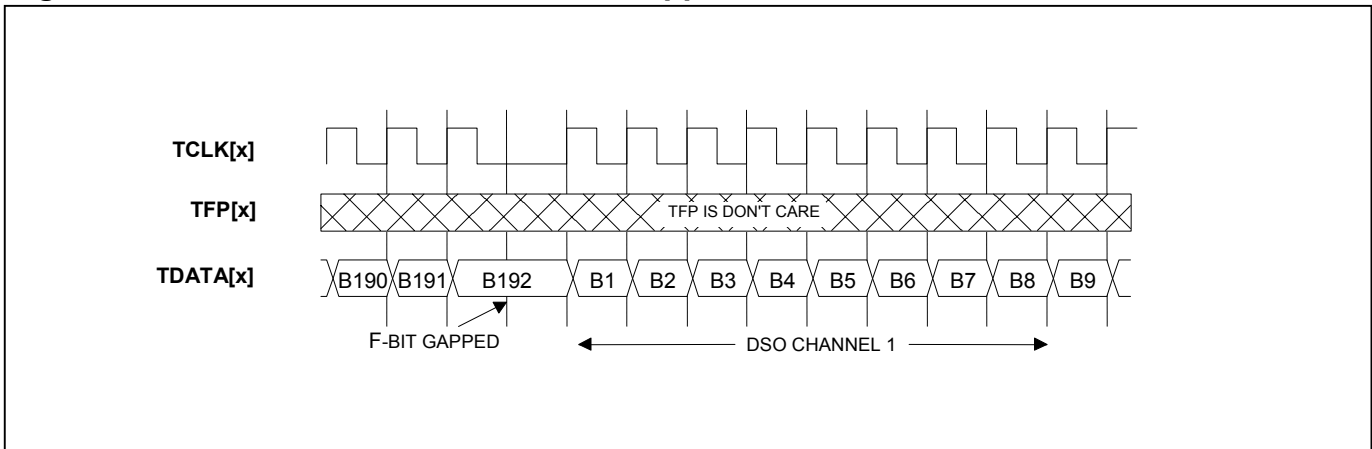 TCLK[x]
TFP[x]
TFP IS DON'T CARE
TDATA[x]
B190 B191 B192 B1 B2 B3 B4 B5 B6 B7 B8 B9
F-BIT GAPPED
DSO CHANNEL 1